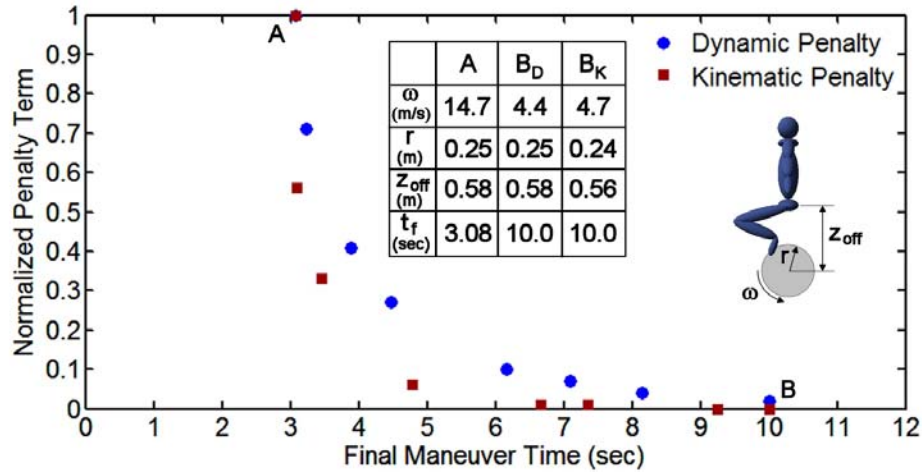 Normalized Penalty Term
1
0.9
0.8
0.7
0.6
0.5
0.4
0.3
0.2
0.1
0
A
Dynamic Penalty
Kinematic Penalty
A B_D B_K
ω (m/s) 14.7 4.4 4.7
r (m) 0.25 0.25 0.24
z_off (m) 0.58 0.58 0.56
t_f (sec) 3.08 10.0 10.0
z_off
r
ω
B
0 1 2 3 4 5 6 7 8 9 10 11 12
Final Maneuver Time (sec)